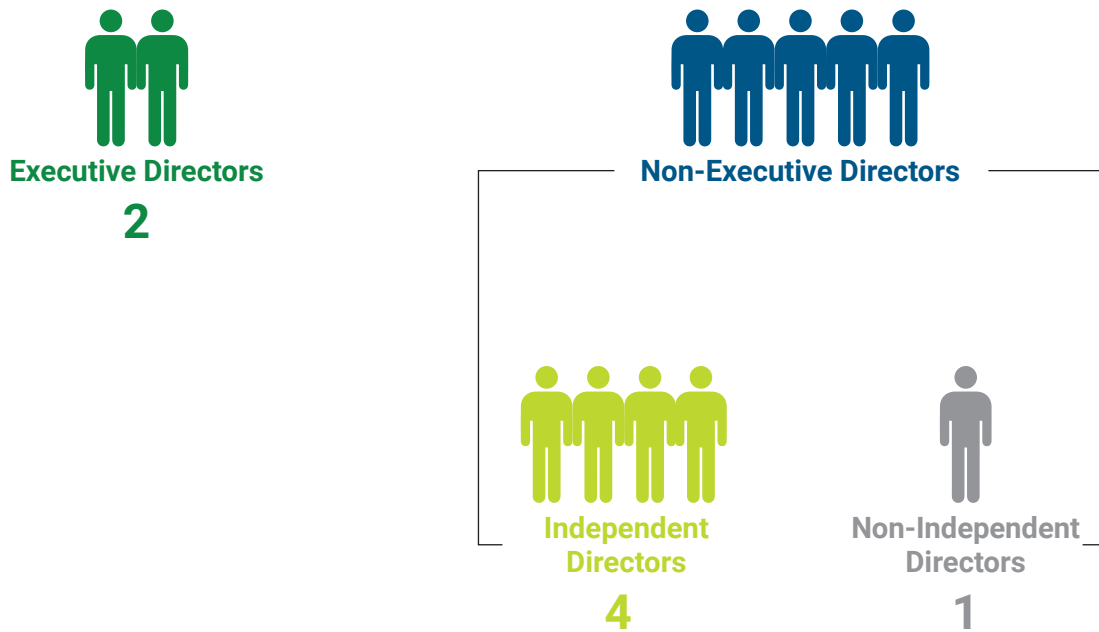 Executive Directors
2
Non-Executive Directors
Independent
Directors
4
Non-Independent
Directors
1